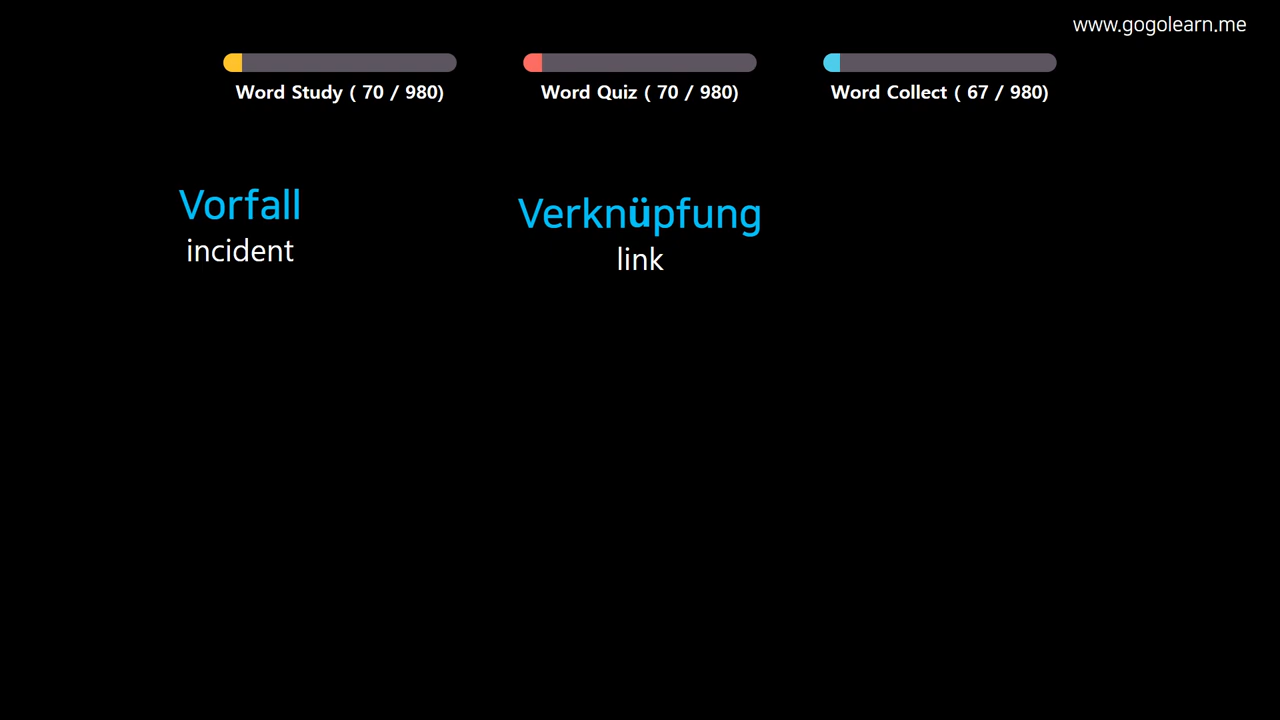 www.gogolearn.me
Word Study ( 70 / 980)
Word Quiz ( 70 / 980)
Word Collect ( 67 / 980)
Vorfall
incident
Verknüpfung
link